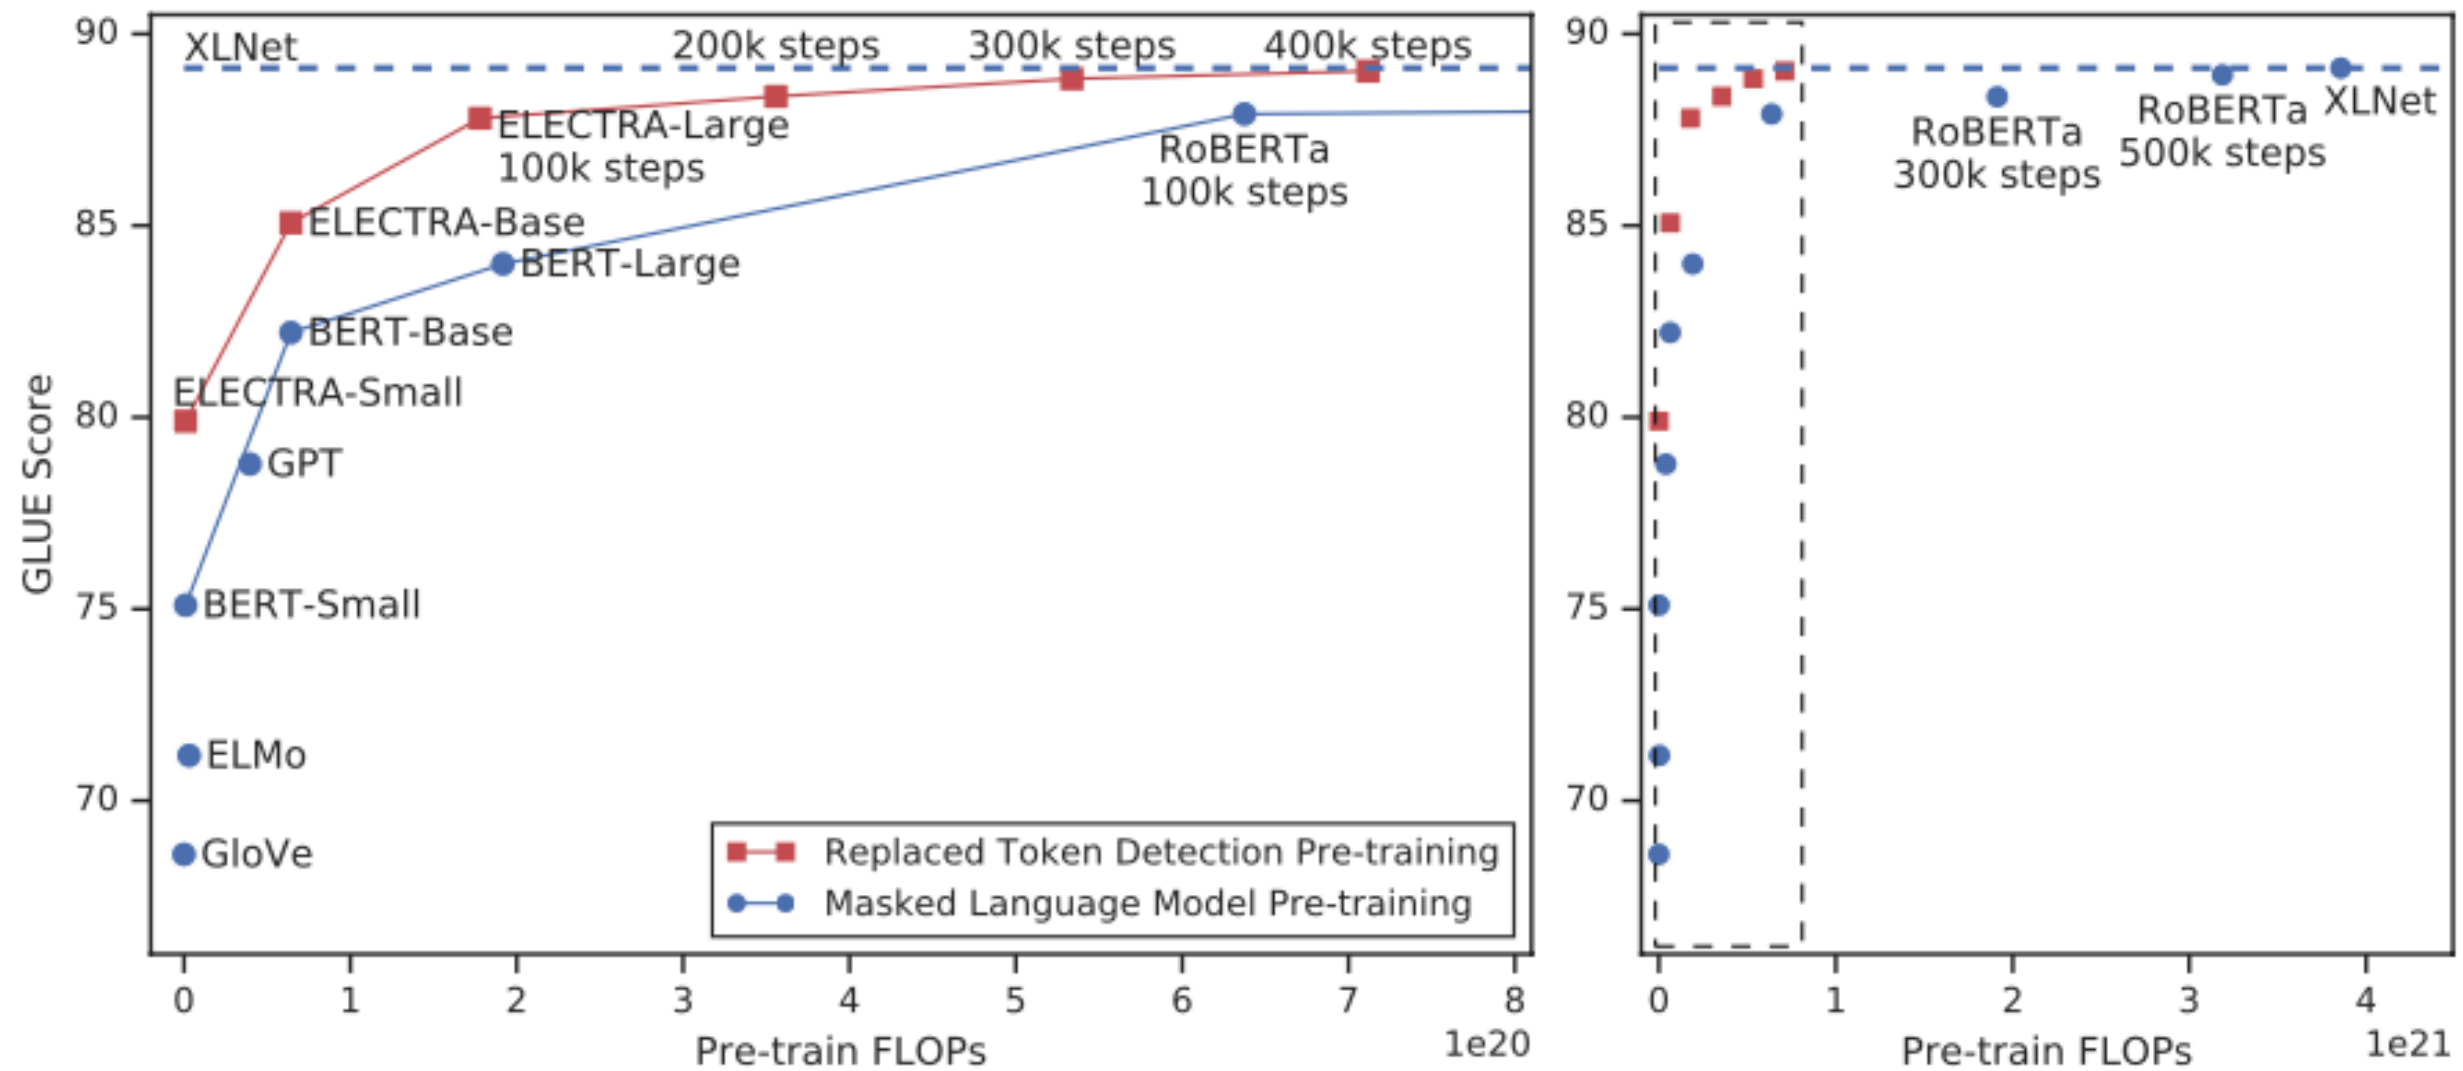 90
85
80
75
70
GLUE Score
XLNet
200k steps
300k steps
400k steps
ELECTRA-Large
100k steps
RoBERTa
100k steps
ELECTRA-Base
BERT-Large
BERT-Base
ELECTRA-Small
GPT
BERT-Small
ELMo
GloVe
Replaced Token Detection Pre-training
Masked Language Model Pre-training
0 1 2 3 4 5 6 7 8
1e20
Pre-train FLOPs
90
85
80
75
70
RoBERTa
300k steps
RoBERTa
500k steps
XLNet
0 1 2 3 4
1e21
Pre-train FLOPs